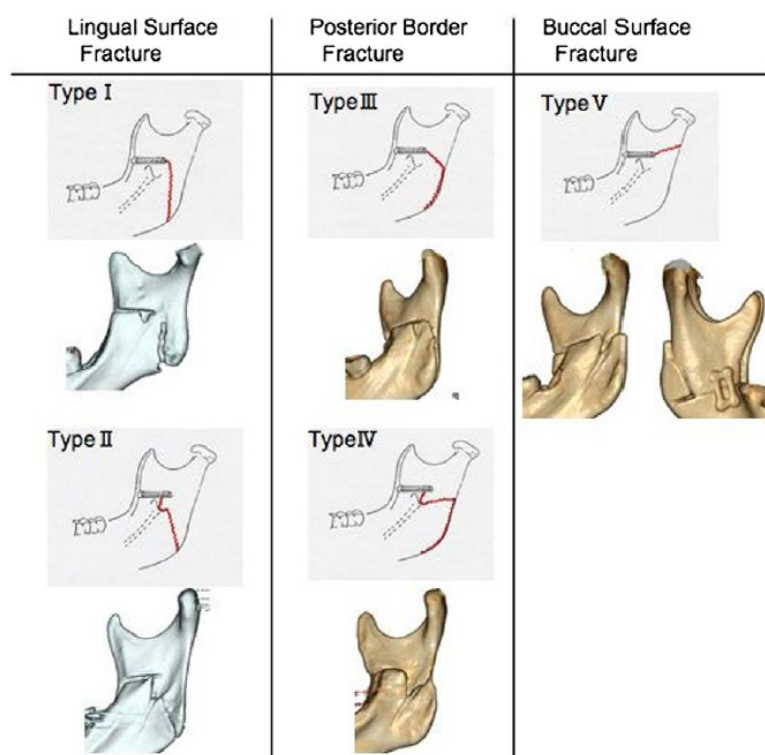 Lingual Surface
Fracture
Posterior Border
Fracture
Buccal Surface
Fracture
Type Ⅰ
Type Ⅲ
Type Ⅴ
Type Ⅱ
Type Ⅳ